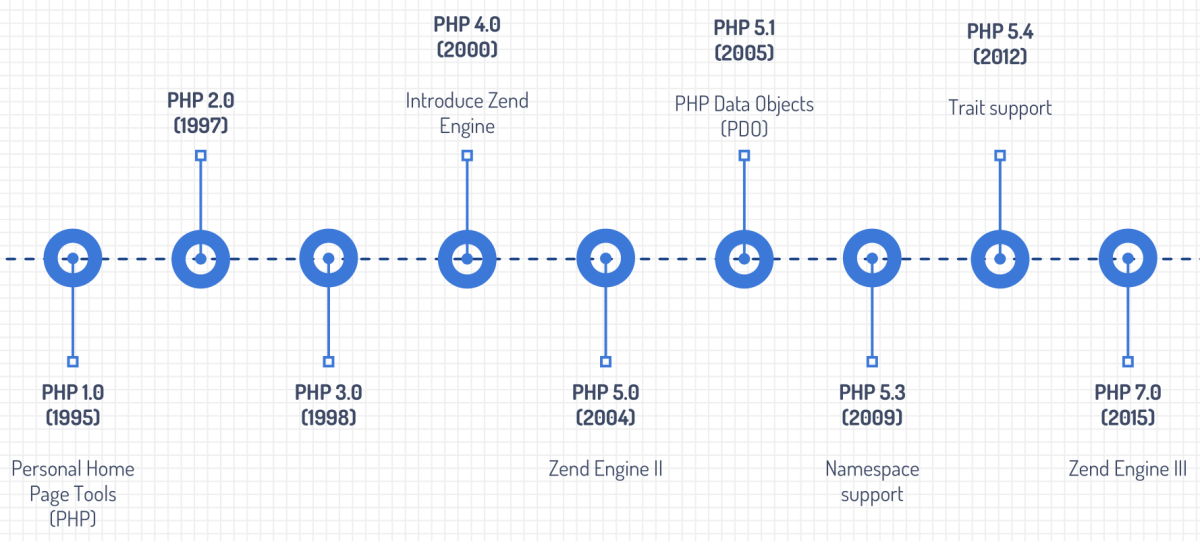 PHP 1.0
(1995)
Personal Home
Page Tools
(PHP)
PHP 2.0
(1997)
PHP 3.0
(1998)
PHP 4.0
(2000)
Introduce Zend
Engine
PHP 5.0
(2004)
Zend Engine II
PHP 5.1
(2005)
PHP Data Objects
(PDO)
PHP 5.3
(2009)
Namespace
support
PHP 5.4
(2012)
Trait support
PHP 7.0
(2015)
Zend Engine III